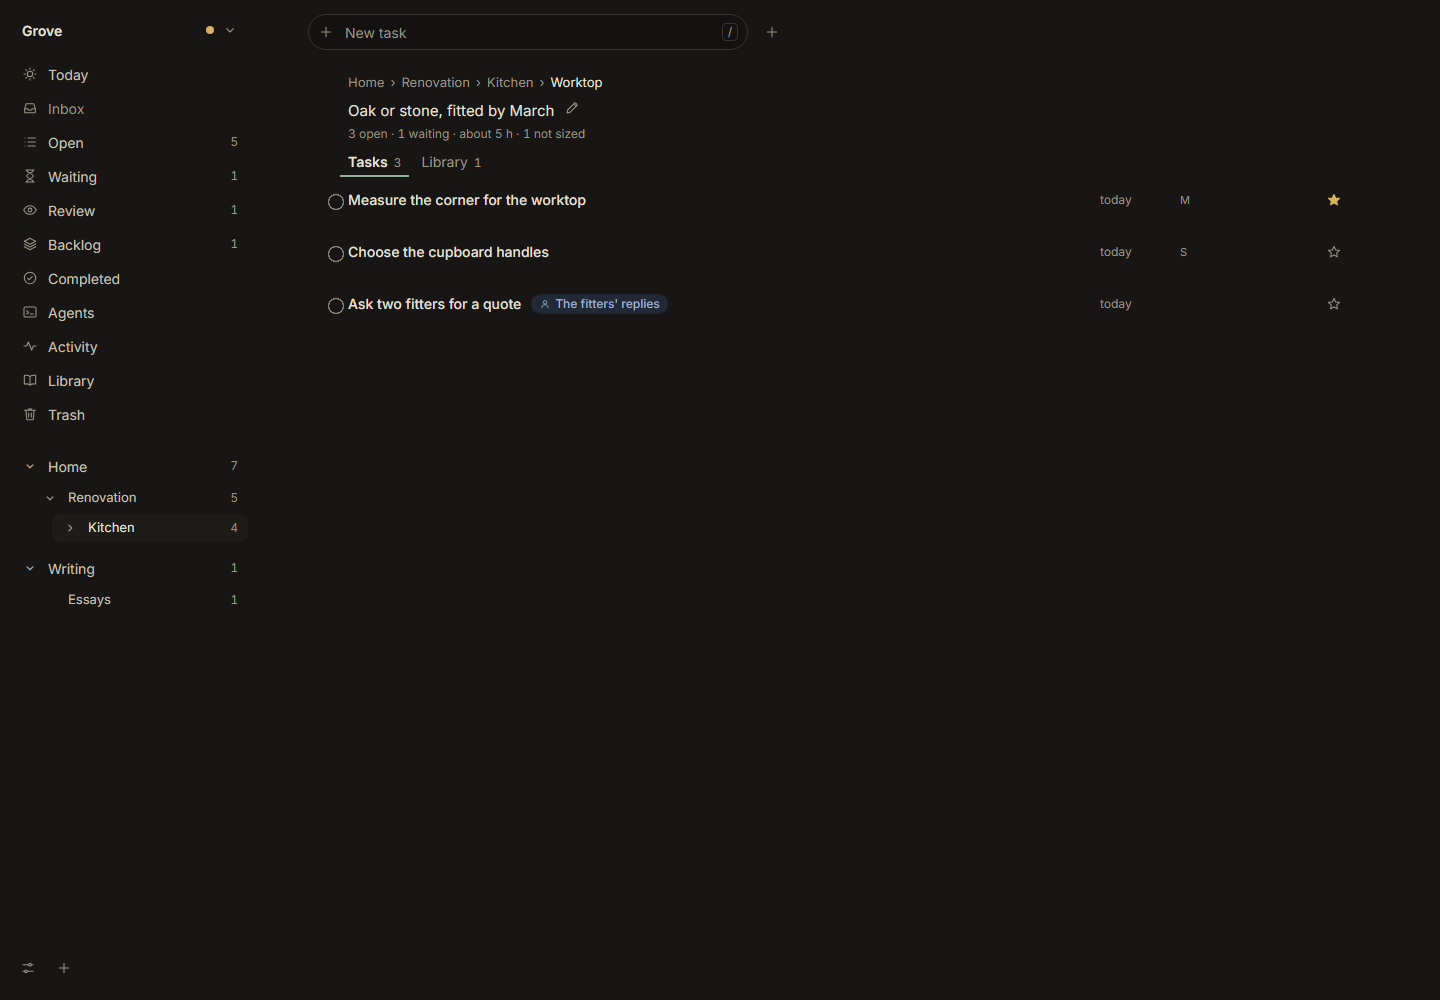 Grove
Today
Inbox
Open 5
Waiting 1
Review 1
Backlog 1
Completed
Agents
Activity
Library
Trash
Home 7
Renovation 5
Kitchen 4
Writing 1
Essays 1
New task /
Home › Renovation › Kitchen › Worktop
Oak or stone, fitted by March
3 open · 1 waiting · about 5 h · 1 not sized
Tasks 3 Library 1
Measure the corner for the worktop today M
Choose the cupboard handles today S
Ask two fitters for a quote The fitters' replies today